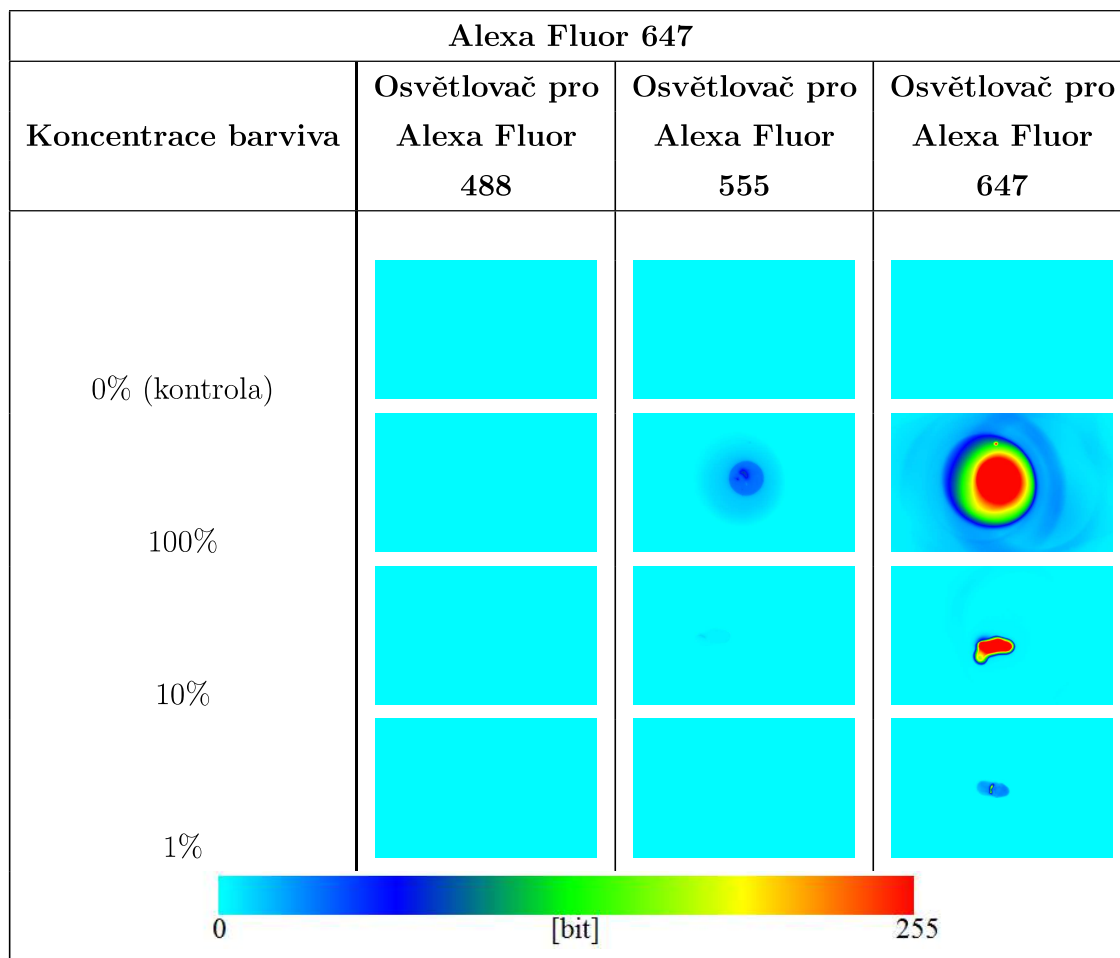 Alexa Fluor 647
Koncentrace barviva
Osvětlovač pro
Alexa Fluor
488
Osvětlovač pro
Alexa Fluor
555
Osvětlovač pro
Alexa Fluor
647
0% (kontrola)
100%
10%
1%
0 [bit] 255